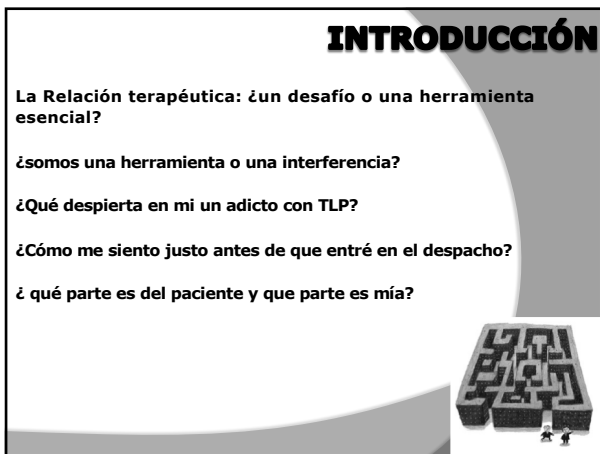 INTRODUCCIÓN
La Relación terapéutica: ¿un desafío o una herramienta
esencial?
¿somos una herramienta o una interferencia?
¿Qué despierta en mi un adicto con TLP?
¿Cómo me siento justo antes de que entré en el despacho?
¿ qué parte es del paciente y que parte es mía?